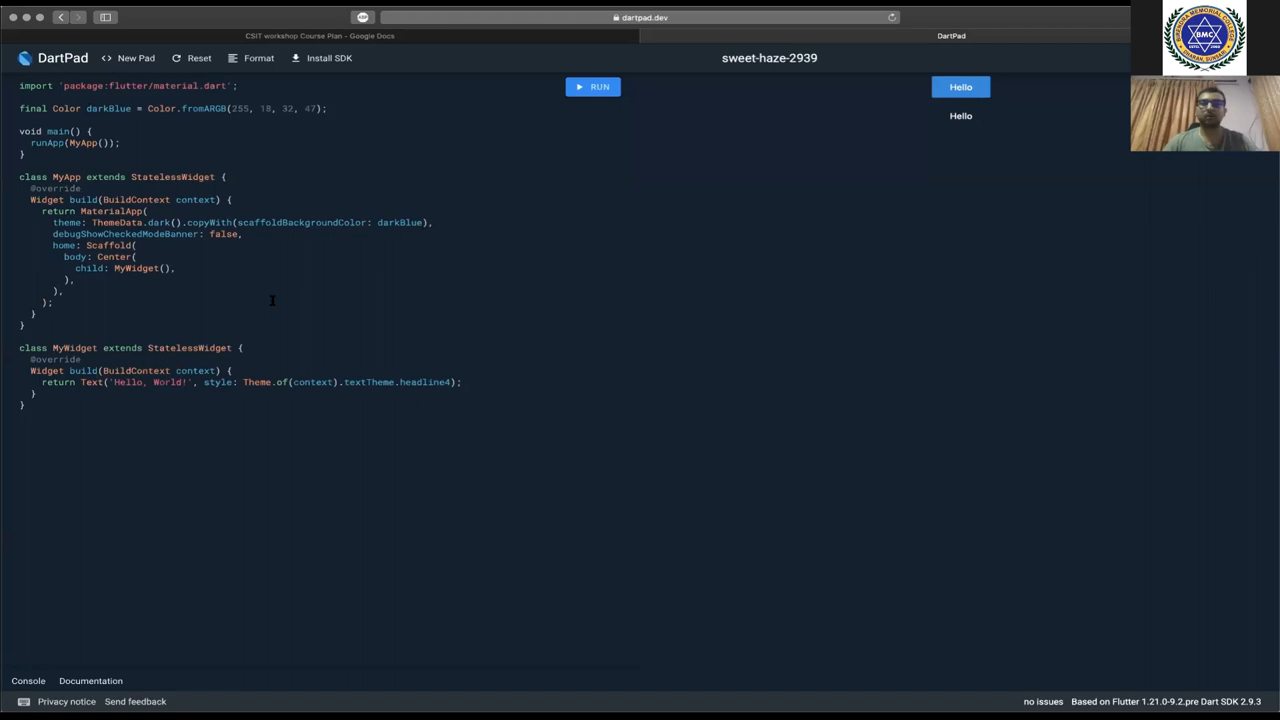 dartpad.dev
CSIT workshop Course Plan - Google Docs
DartPad
DartPad
<> New Pad
Reset
Format
Install SDK
sweet-haze-2939
import 'package:flutter/material.dart';
final Color darkBlue = Color.fromARGB(255, 18, 32, 47);
void main() {
runApp(MyApp());
}
class MyApp extends StatelessWidget {
@override
Widget build(BuildContext context) {
return MaterialApp(
theme: ThemeData.dark().copyWith(scaffoldBackgroundColor: darkBlue),
debugShowCheckedModeBanner: false,
home: Scaffold(
body: Center(
child: MyWidget(),
),
),
);
}
}
class MyWidget extends StatelessWidget {
@override
Widget build(BuildContext context) {
return Text('Hello, World!', style: Theme.of(context).textTheme.headline4);
}
}
RUN
Hello
Hello
BMC
Console
Documentation
Privacy notice
Send feedback
no issues
Based on Flutter 1.21.0-9.2.pre Dart SDK 2.9.3